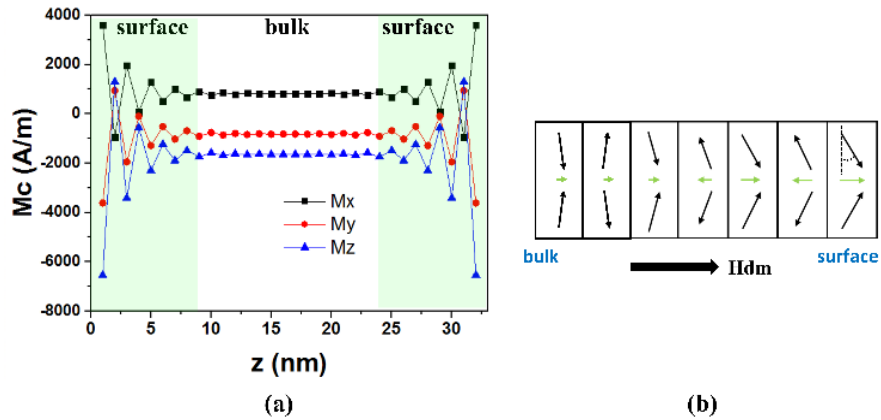 surface bulk surface
4000
2000
0
-2000
-4000
-6000
-8000
Mc (A/m)
Mx
My
Mz
0 5 10 15 20 25 30
z (nm)
(a)
bulk surface
Hdm
(b)